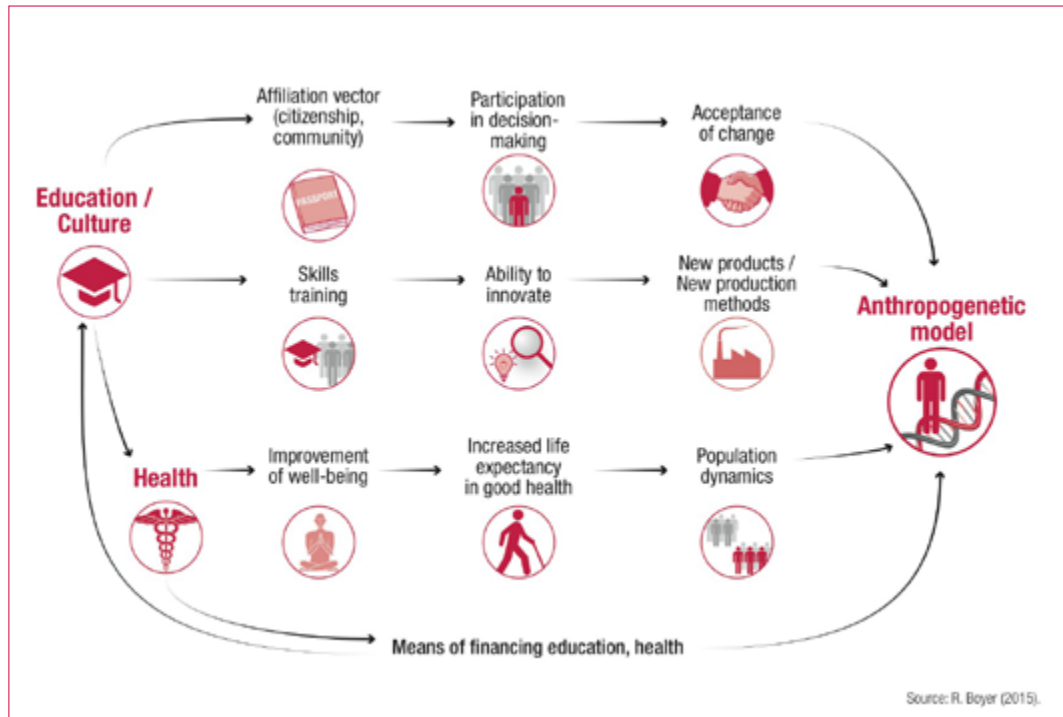 Affiliation vector
(citizenship,
community)
Participation
in decision-
making
Acceptance
of change
PASSPORT
Education /
Culture
Skills
training
Ability to
innovate
New products /
New production
methods
Anthropogenetic
model
Health
Improvement
of well-being
Increased life
expectancy
in good health
Population
dynamics
Means of financing education, health
Source: R. Boyer (2015).